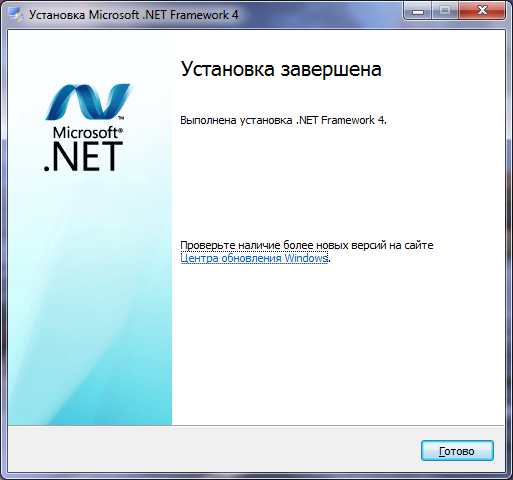 Установка Microsoft .NET Framework 4
Установка завершена
Microsoft®
.NET™
Выполнена установка .NET Framework 4.
Проверьте наличие более новых версий на сайте
Центра обновления Windows.
Готово